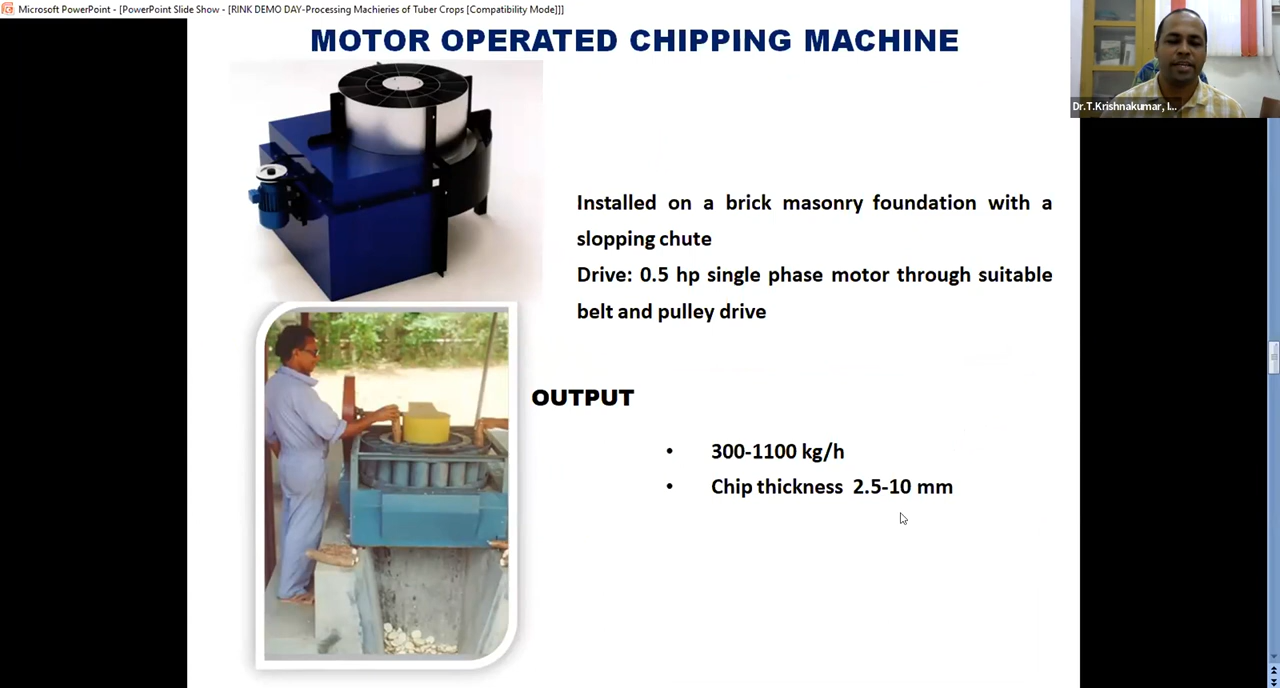 Microsoft PowerPoint - [PowerPoint Slide Show - [RINK DEMO DAY-Processing Machieries of Tuber Crops [Compatibility Mode]]]
MOTOR OPERATED CHIPPING MACHINE
Dr.T.Krishnakumar, I...
Installed on a brick masonry foundation with a
slopping chute
Drive: 0.5 hp single phase motor through suitable
belt and pulley drive
OUTPUT
• 300-1100 kg/h
• Chip thickness 2.5-10 mm